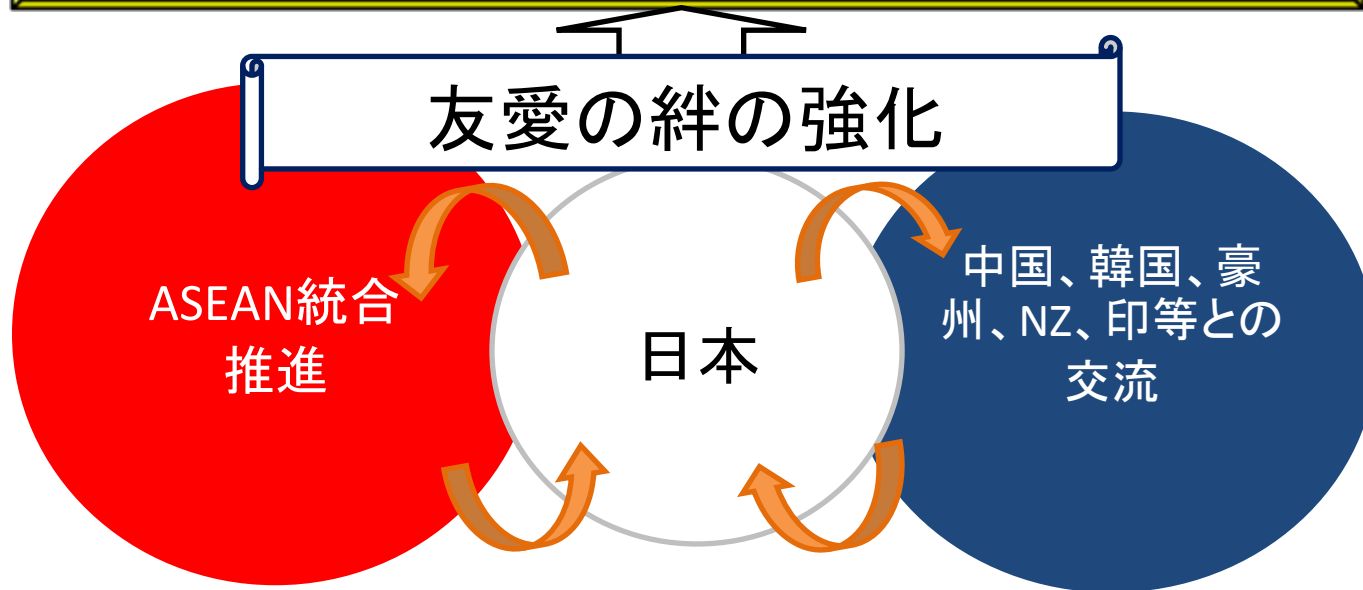 友愛の絆の強化
ASEAN統合
推進
日本
中国、韓国、豪
州、NZ、印等との
交流